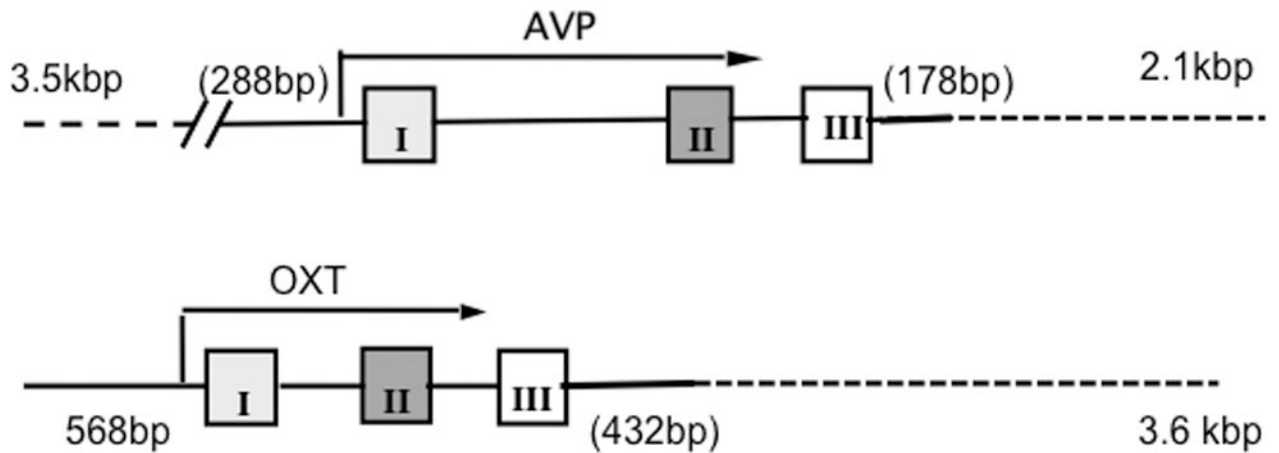 AVP
3.5kbp (288bp) (178bp) 2.1kbp
I II III
OXT
I II III
568bp (432bp) 3.6 kbp